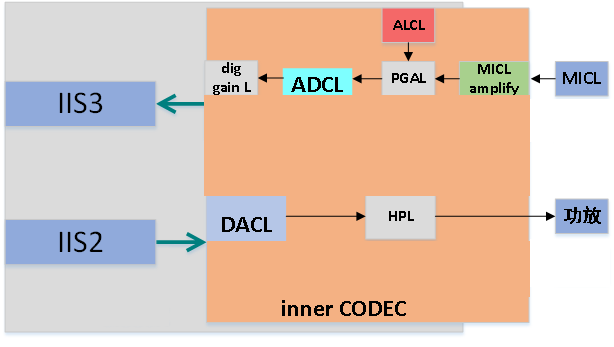 ALCL
dig
gain L
ADCL
PGAL
MICL
amplify
MICL
IIS3
IIS2
DACL
HPL
功放
inner CODEC